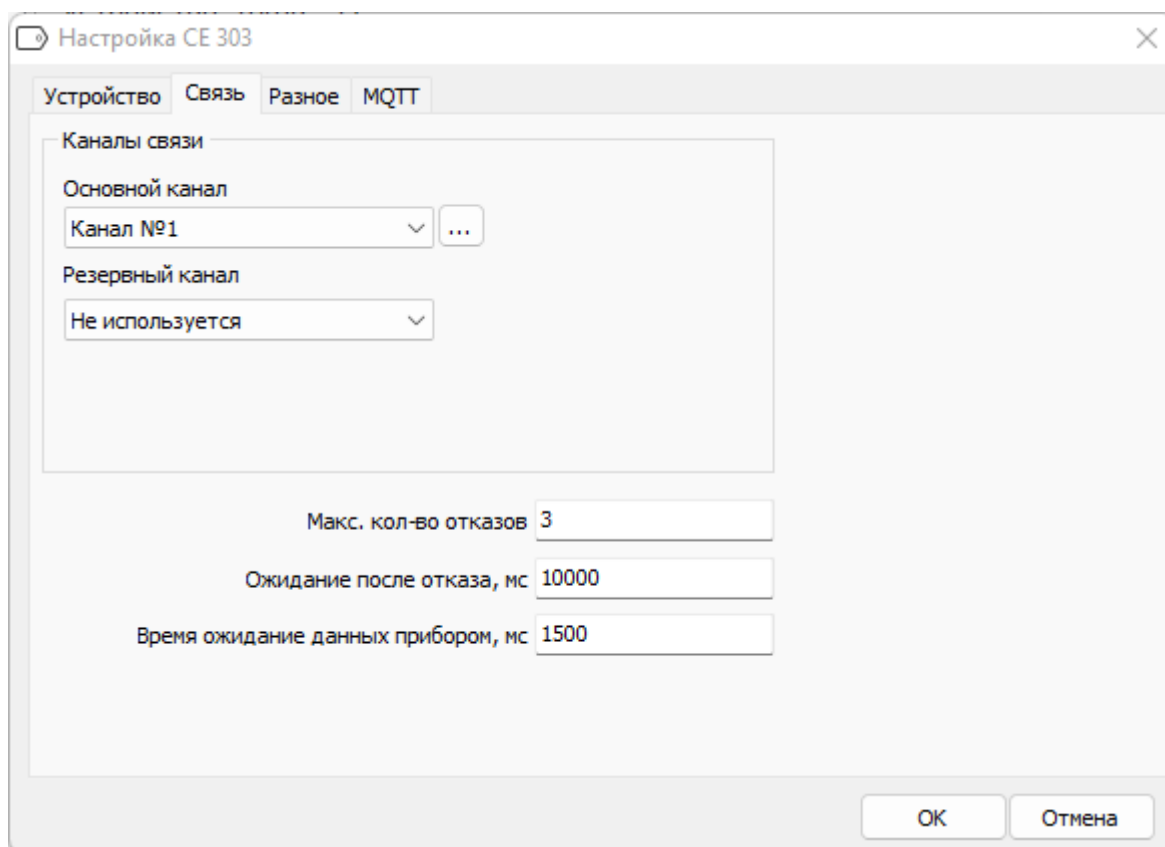 Настройка CE 303
Устройство Связь Разное MQTT
Каналы связи
Основной канал
Канал №1 ...
Резервный канал
Не используется
Макс. кол-во отказов 3
Ожидание после отказа, мс 10000
Время ожидание данных прибором, мс 1500
OK Отмена